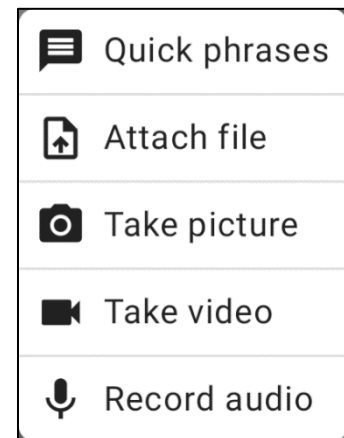 Quick phrases
Attach file
Take picture
Take video
Record audio